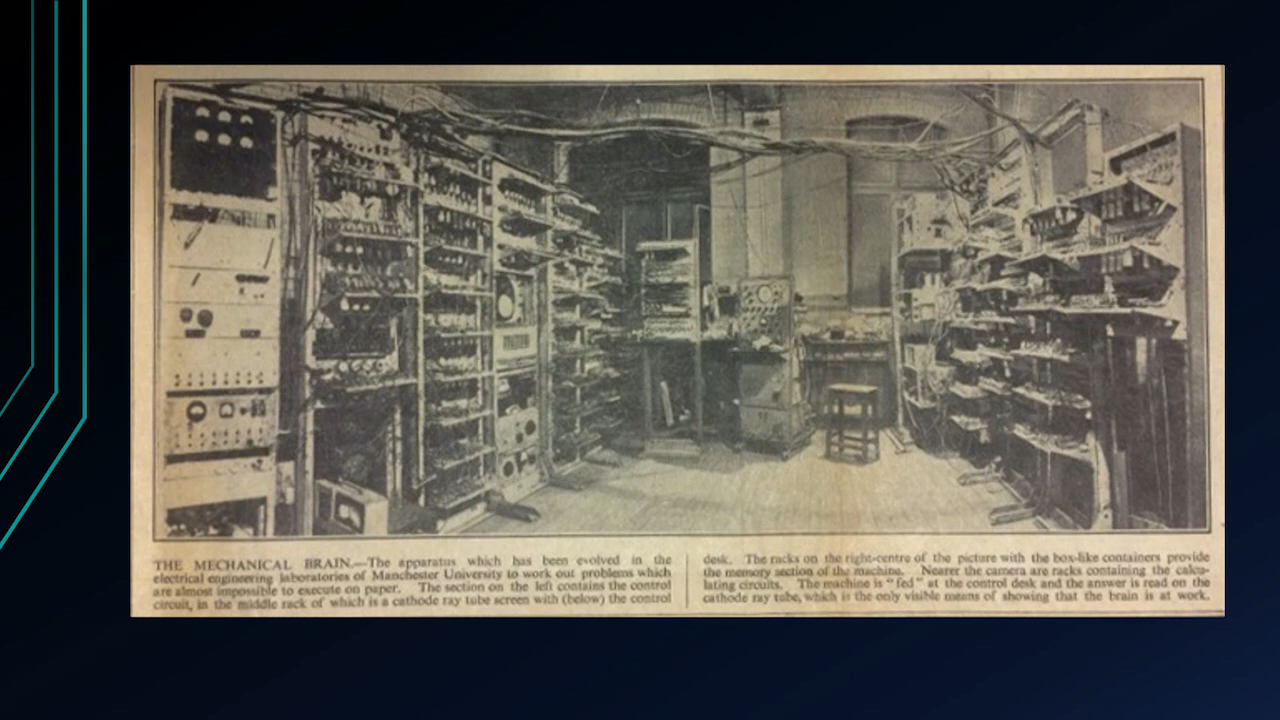 THE MECHANICAL BRAIN.—The apparatus which has been evolved in the
electrical engineering laboratories of Manchester University to work out problems which
are almost impossible to execute on paper. The section on the left contains the control
circuit, in the middle rack of which is a cathode ray tube screen with (below) the control
desk. The racks on the right-centre of the picture with the box-like containers provide
the memory section of the machine. Nearer the camera are racks containing the calcu-
lating circuits. The machine is "fed" at the control desk and the answer is read on the
cathode ray tube, which is the only visible means of showing that the brain is at work.